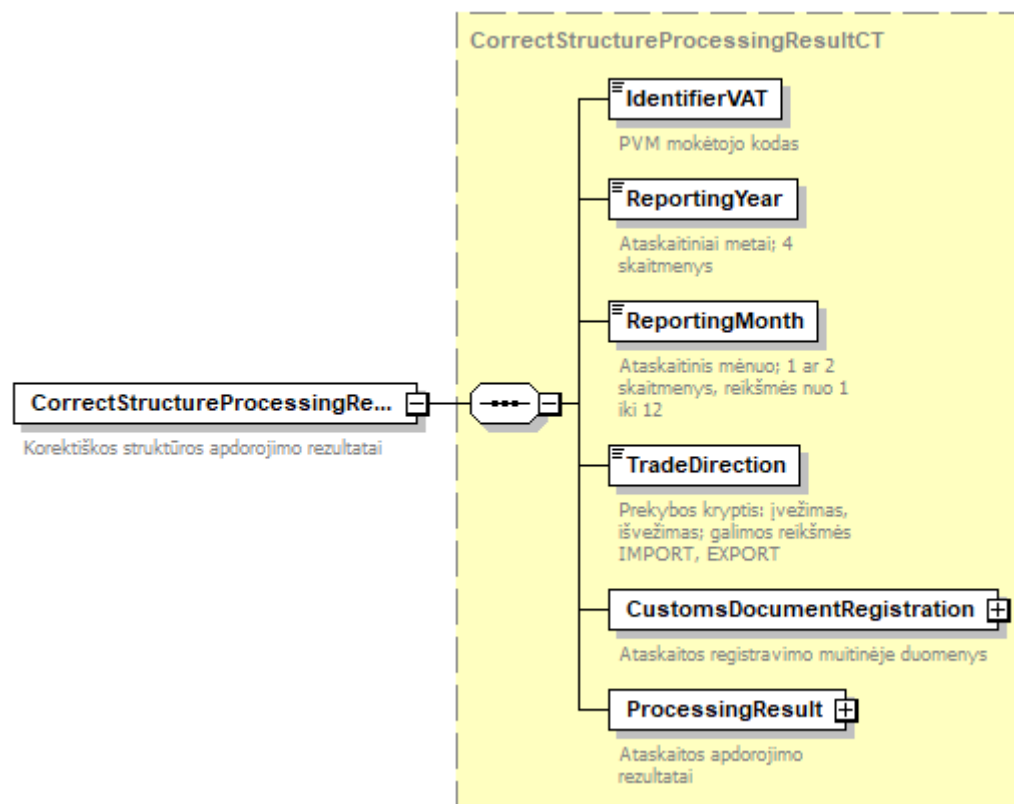 CorrectStructureProcessingResultCT
IdentifierVAT
PVM mokėtojo kodas
ReportingYear
Ataskaitiniai metai; 4
skaitmenys
ReportingMonth
Ataskaitinis mėnuo; 1 ar 2
skaitmenys, reikšmės nuo 1
iki 12
CorrectStructureProcessingRe...
Korektiškos struktūros apdorojimo rezultatai
TradeDirection
Prekybos kryptis: įvežimas,
išvežimas; galimos reikšmės
IMPORT, EXPORT
CustomsDocumentRegistration
Ataskaitos registravimo muitinėje duomenys
ProcessingResult
Ataskaitos apdorojimo
rezultatai